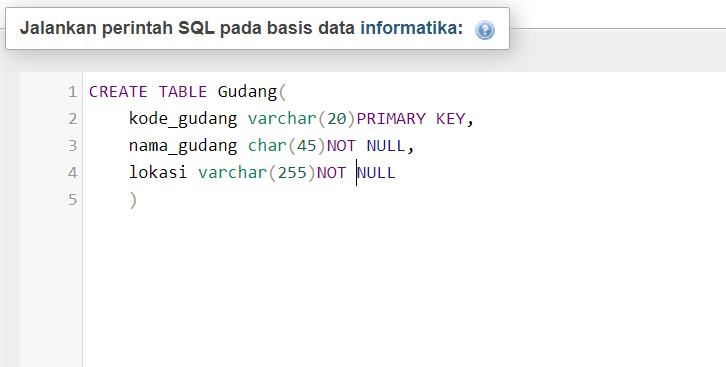 Jalankan perintah SQL pada basis data informatika:
1 CREATE TABLE Gudang(
2 kode_gudang varchar(20)PRIMARY KEY,
3 nama_gudang char(45)NOT NULL,
4 lokasi varchar(255)NOT NULL
5 )